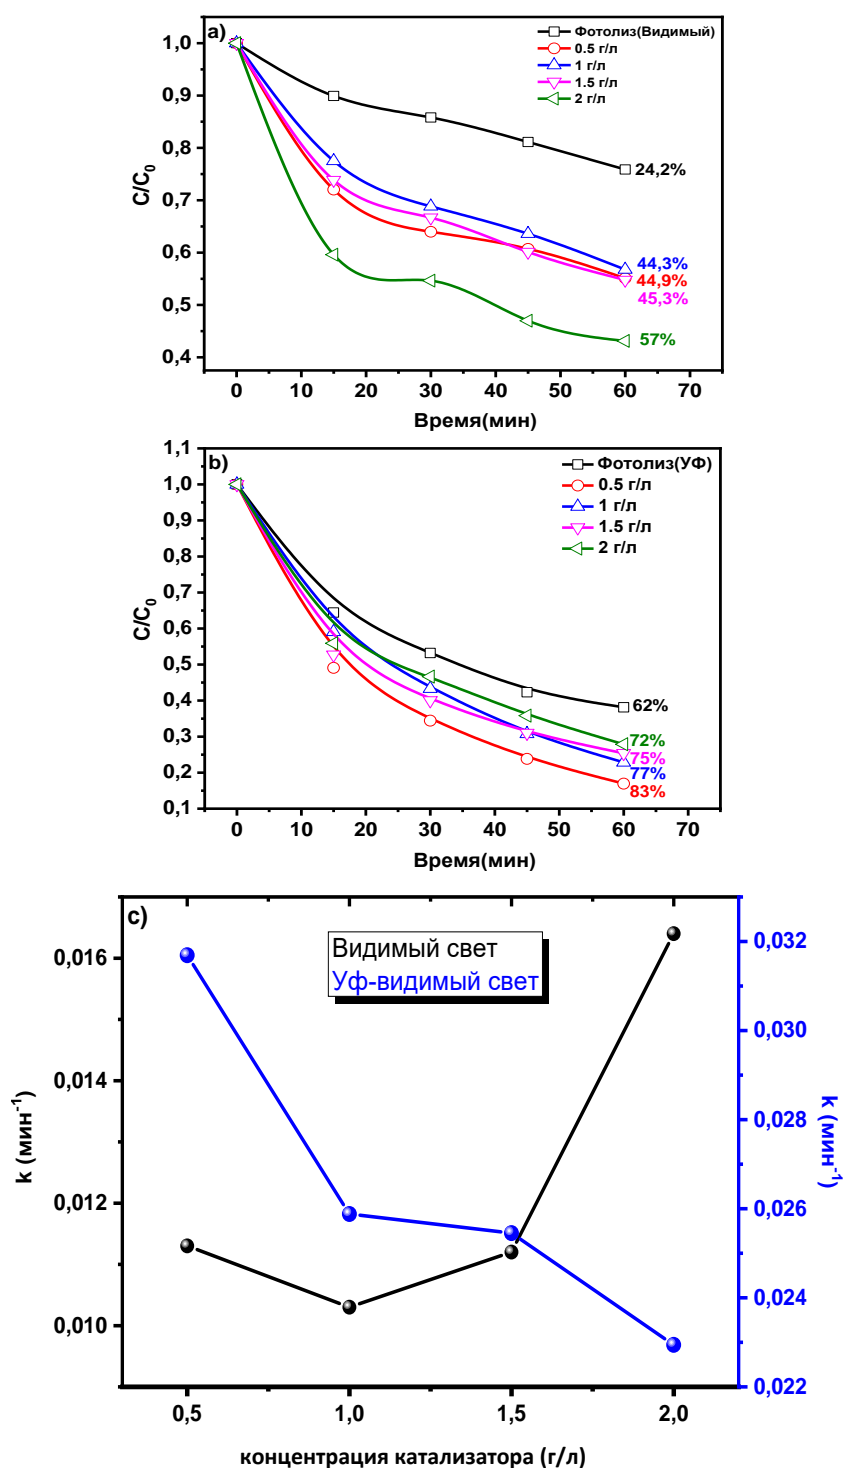 a)
Фотолиз(Видимый)
0.5 г/л
1 г/л
1.5 г/л
2 г/л
1,0
0,9
0,8
0,7
0,6
0,5
0,4
C/C0
24,2%
44,3%
44,9%
45,3%
57%
0 10 20 30 40 50 60 70
Время(мин)
b)
Фотолиз(УФ)
0.5 г/л
1 г/л
1.5 г/л
2 г/л
1,1
1,0
0,9
0,8
0,7
0,6
0,5
0,4
0,3
0,2
0,1
C/C0
62%
72%
75%
77%
83%
0 10 20 30 40 50 60 70
Время(мин)
c)
Видимый свет
Уф-видимый свет
0,016
0,014
0,012
0,010
k (мин-1)
0,032
0,030
0,028
0,026
0,024
0,022
k (мин-1)
0,5 1,0 1,5 2,0
концентрация катализатора (г/л)